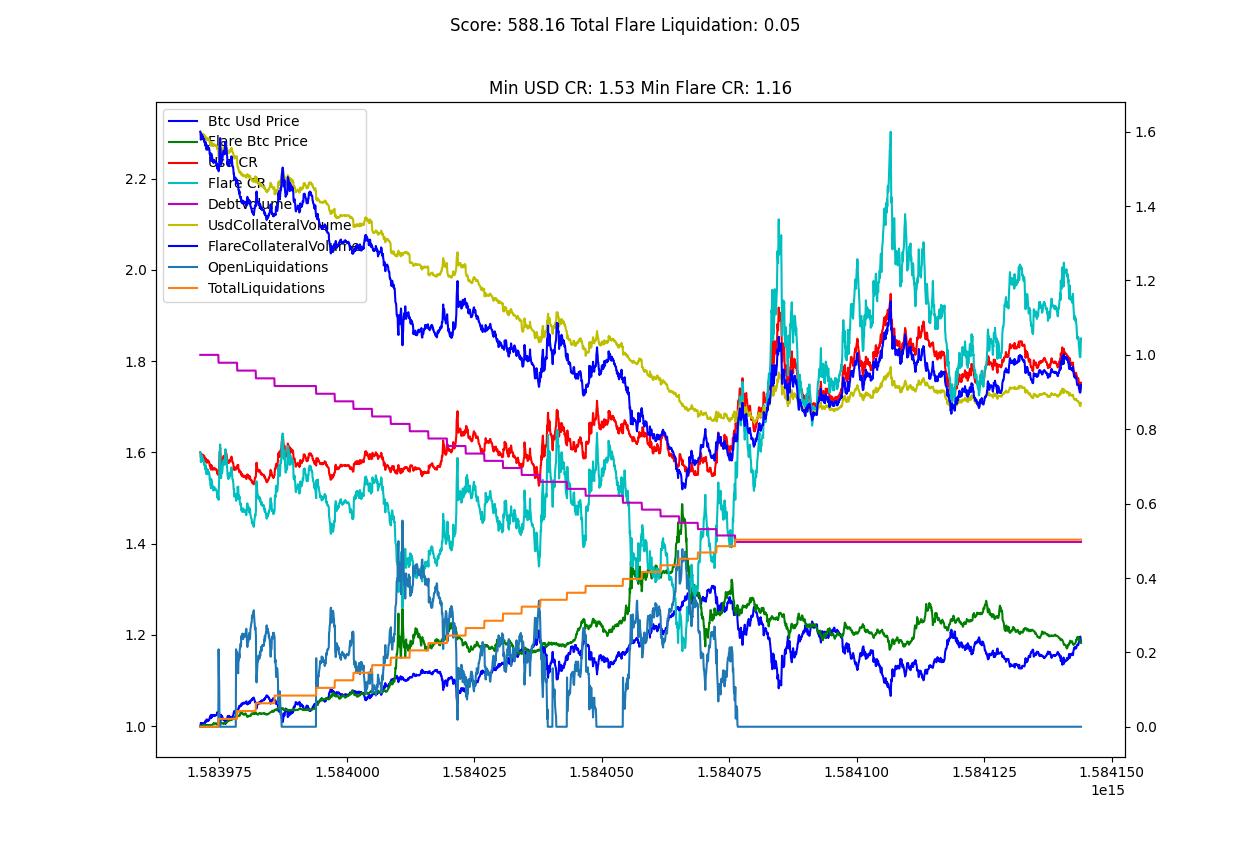 Score: 588.16 Total Flare Liquidation: 0.05
Min USD CR: 1.53 Min Flare CR: 1.16
Btc Usd Price
Flare Btc Price
Usd CR
Flare CR
DebtVolume
UsdCollateralVolume
FlareCollateralVolume
OpenLiquidations
TotalLiquidations
2.2
2.0
1.8
1.6
1.4
1.2
1.0
1.6
1.4
1.2
1.0
0.8
0.6
0.4
0.2
0.0
1.583975 1.584000 1.584025 1.584050 1.584075 1.584100 1.584125 1.584150
1e15